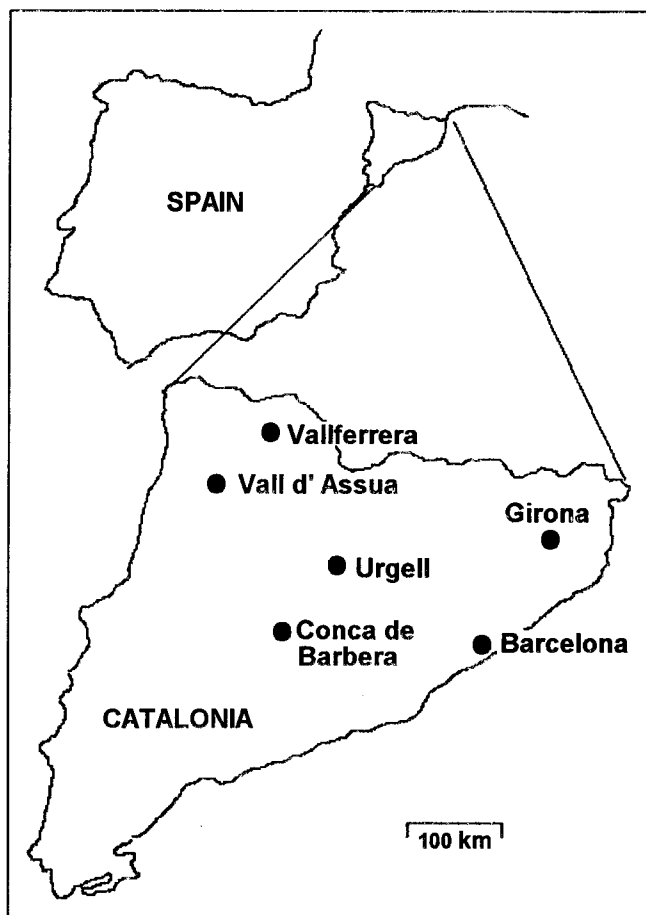 SPAIN
Vallferrera
Vall d' Assua
Girona
Urgell
Conca de
Barbera
Barcelona
CATALONIA
100 km